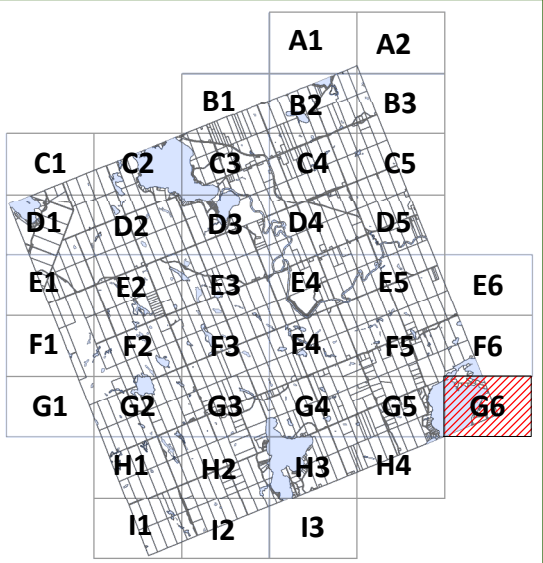 A1 A2
B1 B2 B3
C1 C2 C3 C4 C5
D1 D2 D3 D4 D5
E1 E2 E3 E4 E5 E6
F1 F2 F3 F4 F5 F6
G1 G2 G3 G4 G5 G6
H1 H2 H3 H4
I1 I2 I3